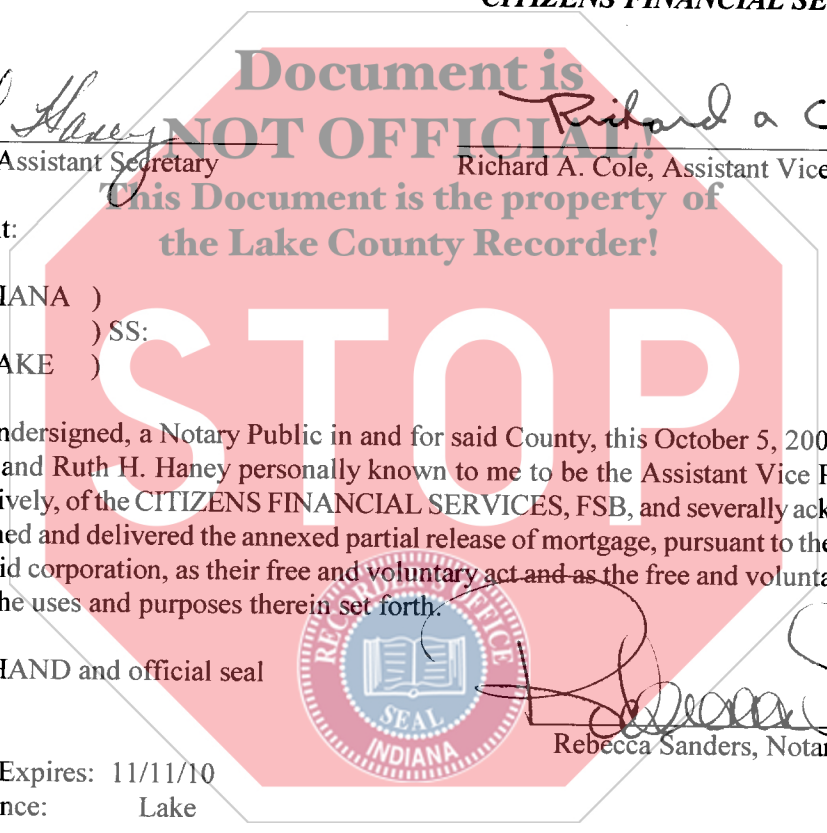 CITIZENS FINANCIAL SE
Document is
NOT OFFICIAL!
Haney
Richard a C
Assistant Secretary
Richard A. Cole, Assistant Vice
This Document is the property of
the Lake County Recorder!
t:
IANA )
) SS:
AKE )
STOP
ndersigned, a Notary Public in and for said County, this October 5, 200
and Ruth H. Haney personally known to me to be the Assistant Vice P
ively, of the CITIZENS FINANCIAL SERVICES, FSB, and severally ack
ned and delivered the annexed partial release of mortgage, pursuant to the
id corporation, as their free and voluntary act and as the free and volunta
he uses and purposes therein set forth.
HAND and official seal
RECORDER'S OFFICE
SEAL
INDIANA
Rebecca Sanders, Notar
Expires: 11/11/10
nce: Lake